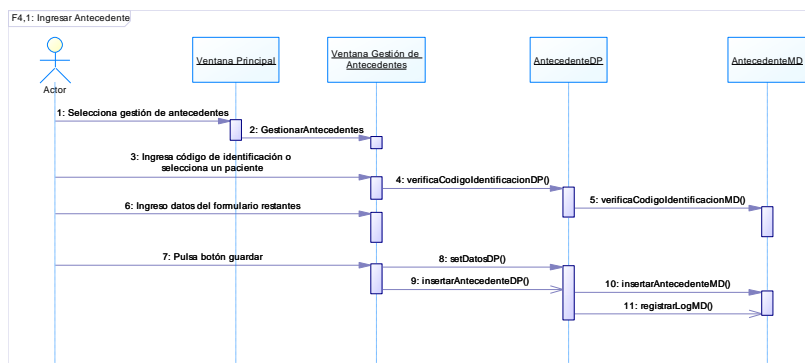 F4,1: Ingresar Antecedente
Ventana Principal
Ventana Gestión de
Antecedentes
AntecedenteDP
AntecedenteMD
Actor
1: Selecciona gestión de antecedentes
2: GestionarAntecedentes
3: Ingresa código de identificación o
selecciona un paciente
4: verificaCodigoIdentificacionDP()
5: verificaCodigoIdentificacionMD()
6: Ingreso datos del formulario restantes
7: Pulsa botón guardar
8: setDatosDP()
9: insertarAntecedenteDP()
10: insertarAntecedenteMD()
11: registrarLogMD()